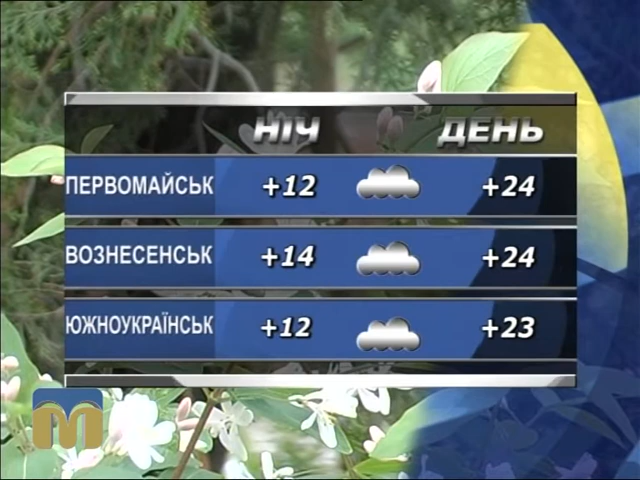 НІЧ ДЕНЬ
ПЕРВОМАЙСЬК +12 +24
ВОЗНЕСЕНСЬК +14 +24
ЮЖНОУКРАЇНСЬК +12 +23
М